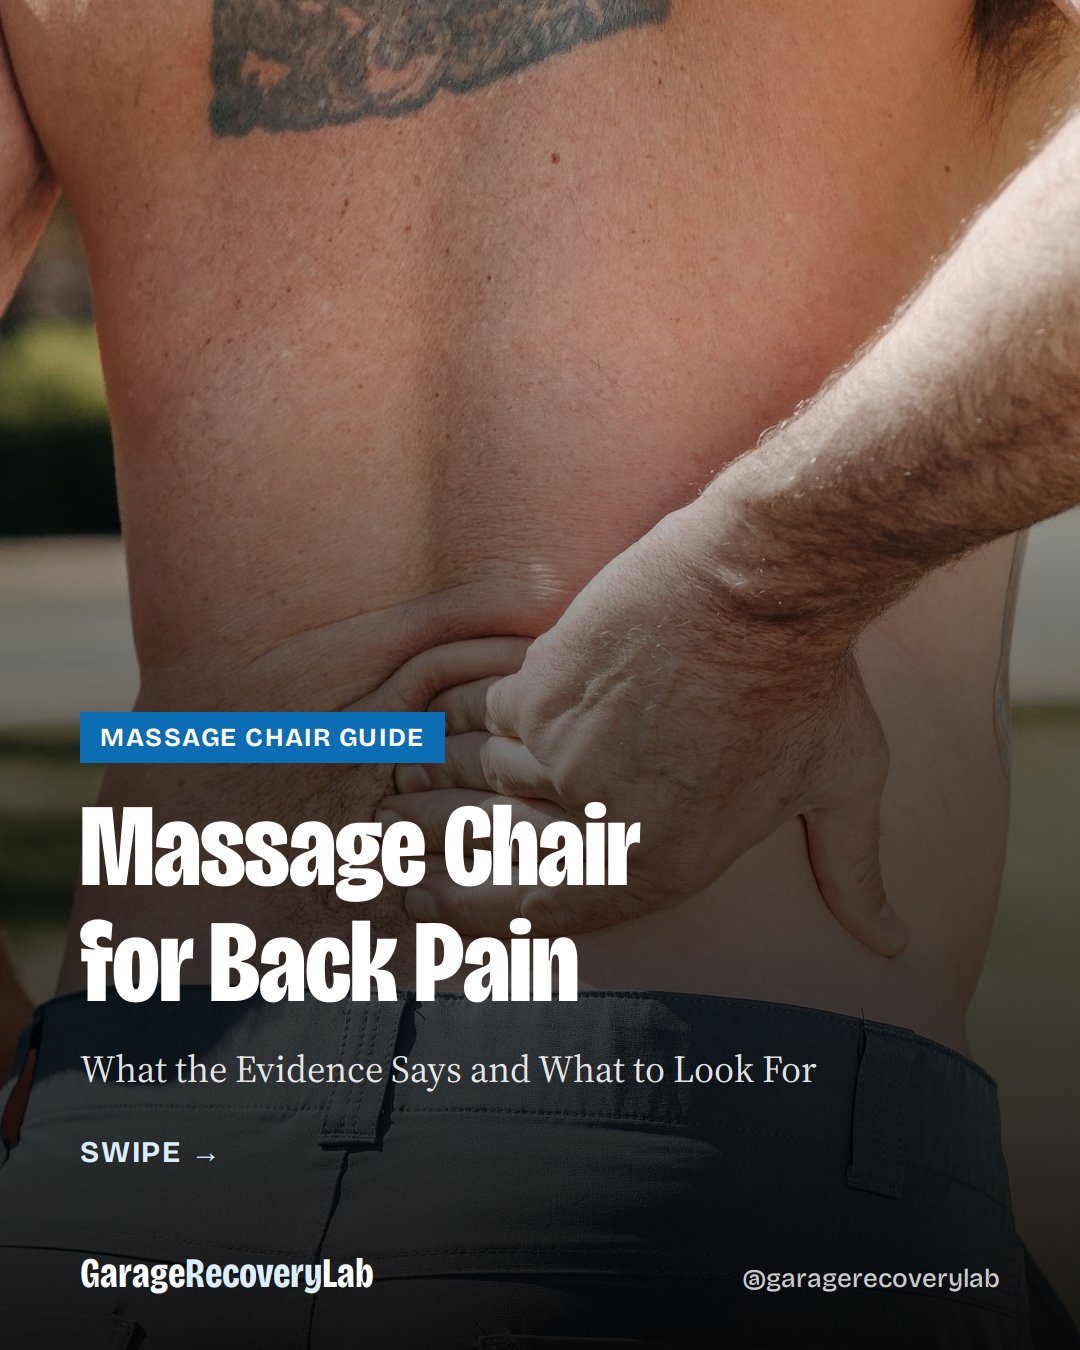 MASSAGE CHAIR GUIDE
Massage Chair
for Back Pain
What the Evidence Says and What to Look For
SWIPE →
GarageRecoveryLab
@garagerecoverylab